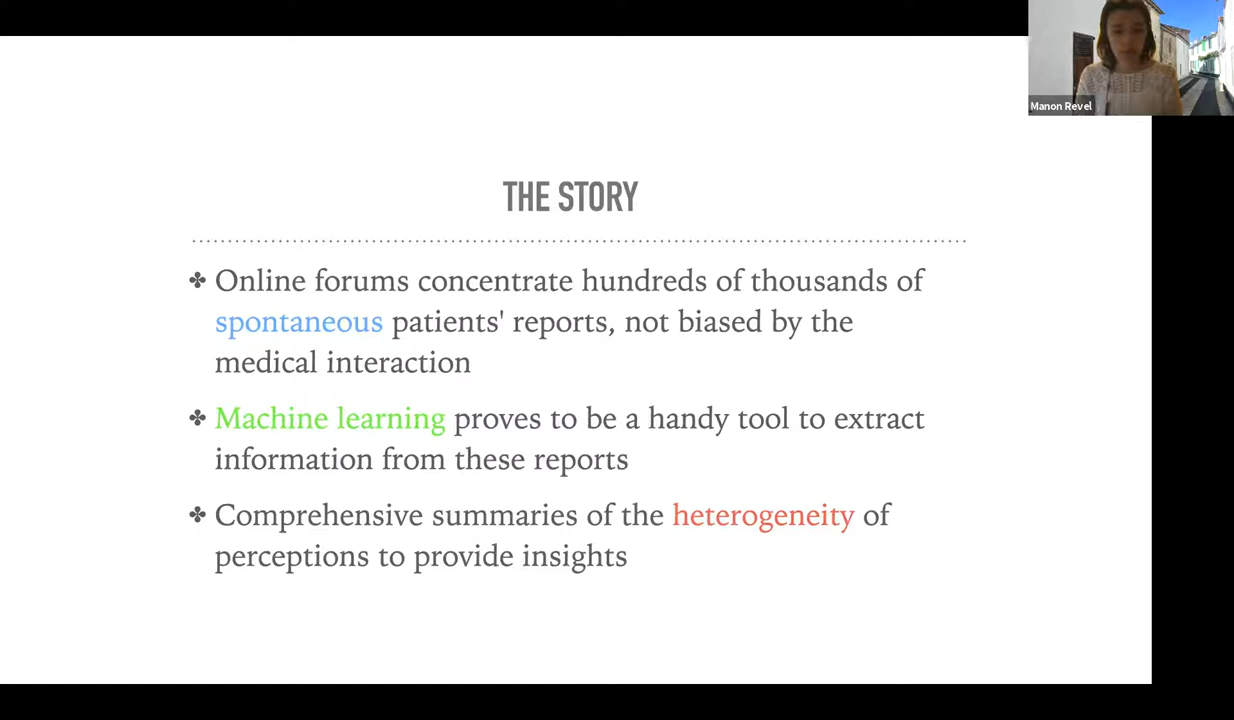 Manon Revel
THE STORY
✤ Online forums concentrate hundreds of thousands of
spontaneous patients' reports, not biased by the
medical interaction
✤ Machine learning proves to be a handy tool to extract
information from these reports
✤ Comprehensive summaries of the heterogeneity of
perceptions to provide insights